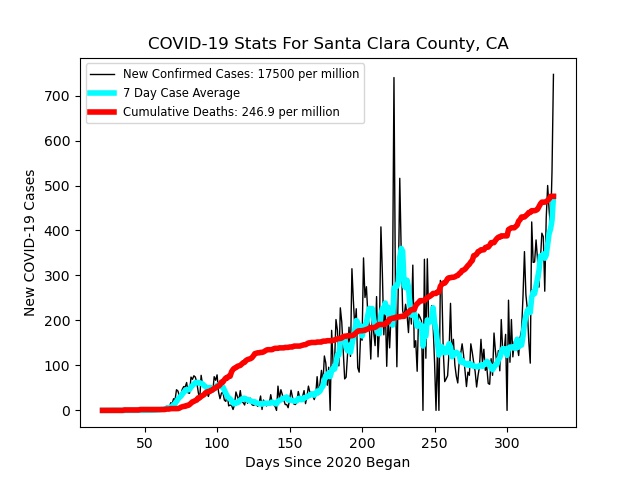 COVID-19 Stats For Santa Clara County, CA
New Confirmed Cases: 17500 per million
7 Day Case Average
Cumulative Deaths: 246.9 per million
New COVID-19 Cases
700
600
500
400
300
200
100
0
50
100
150
200
250
300
Days Since 2020 Began